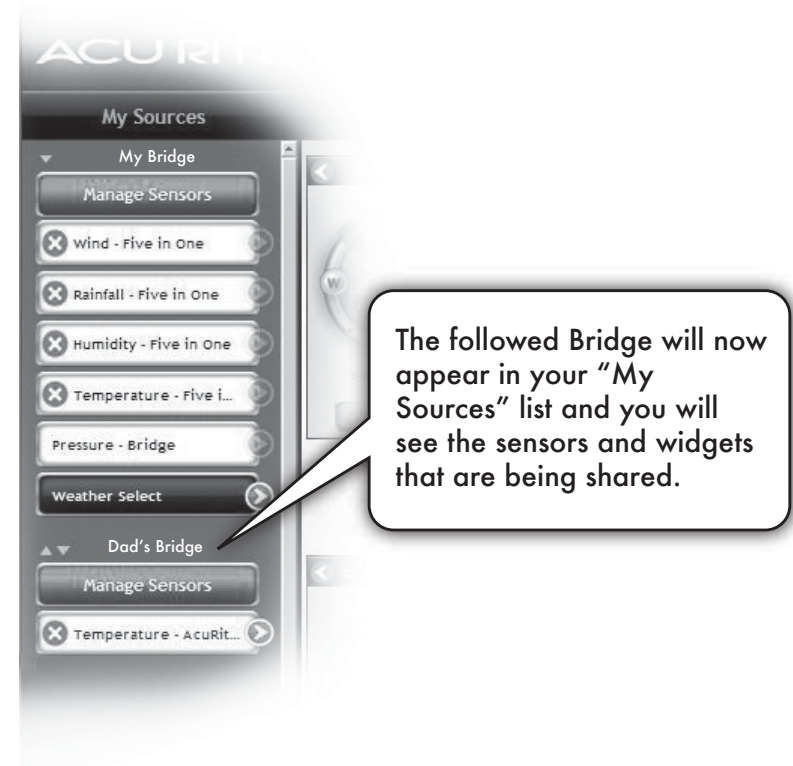 ACURITE
My Sources
My Bridge
Manage Sensors
Wind - Five in One
Rainfall - Five in One
Humidity - Five in One
Temperature - Five i...
Pressure - Bridge
Weather Select
Dad's Bridge
Manage Sensors
Temperature - AcuRit...
W
The followed Bridge will now
appear in your “My
Sources” list and you will
see the sensors and widgets
that are being shared.